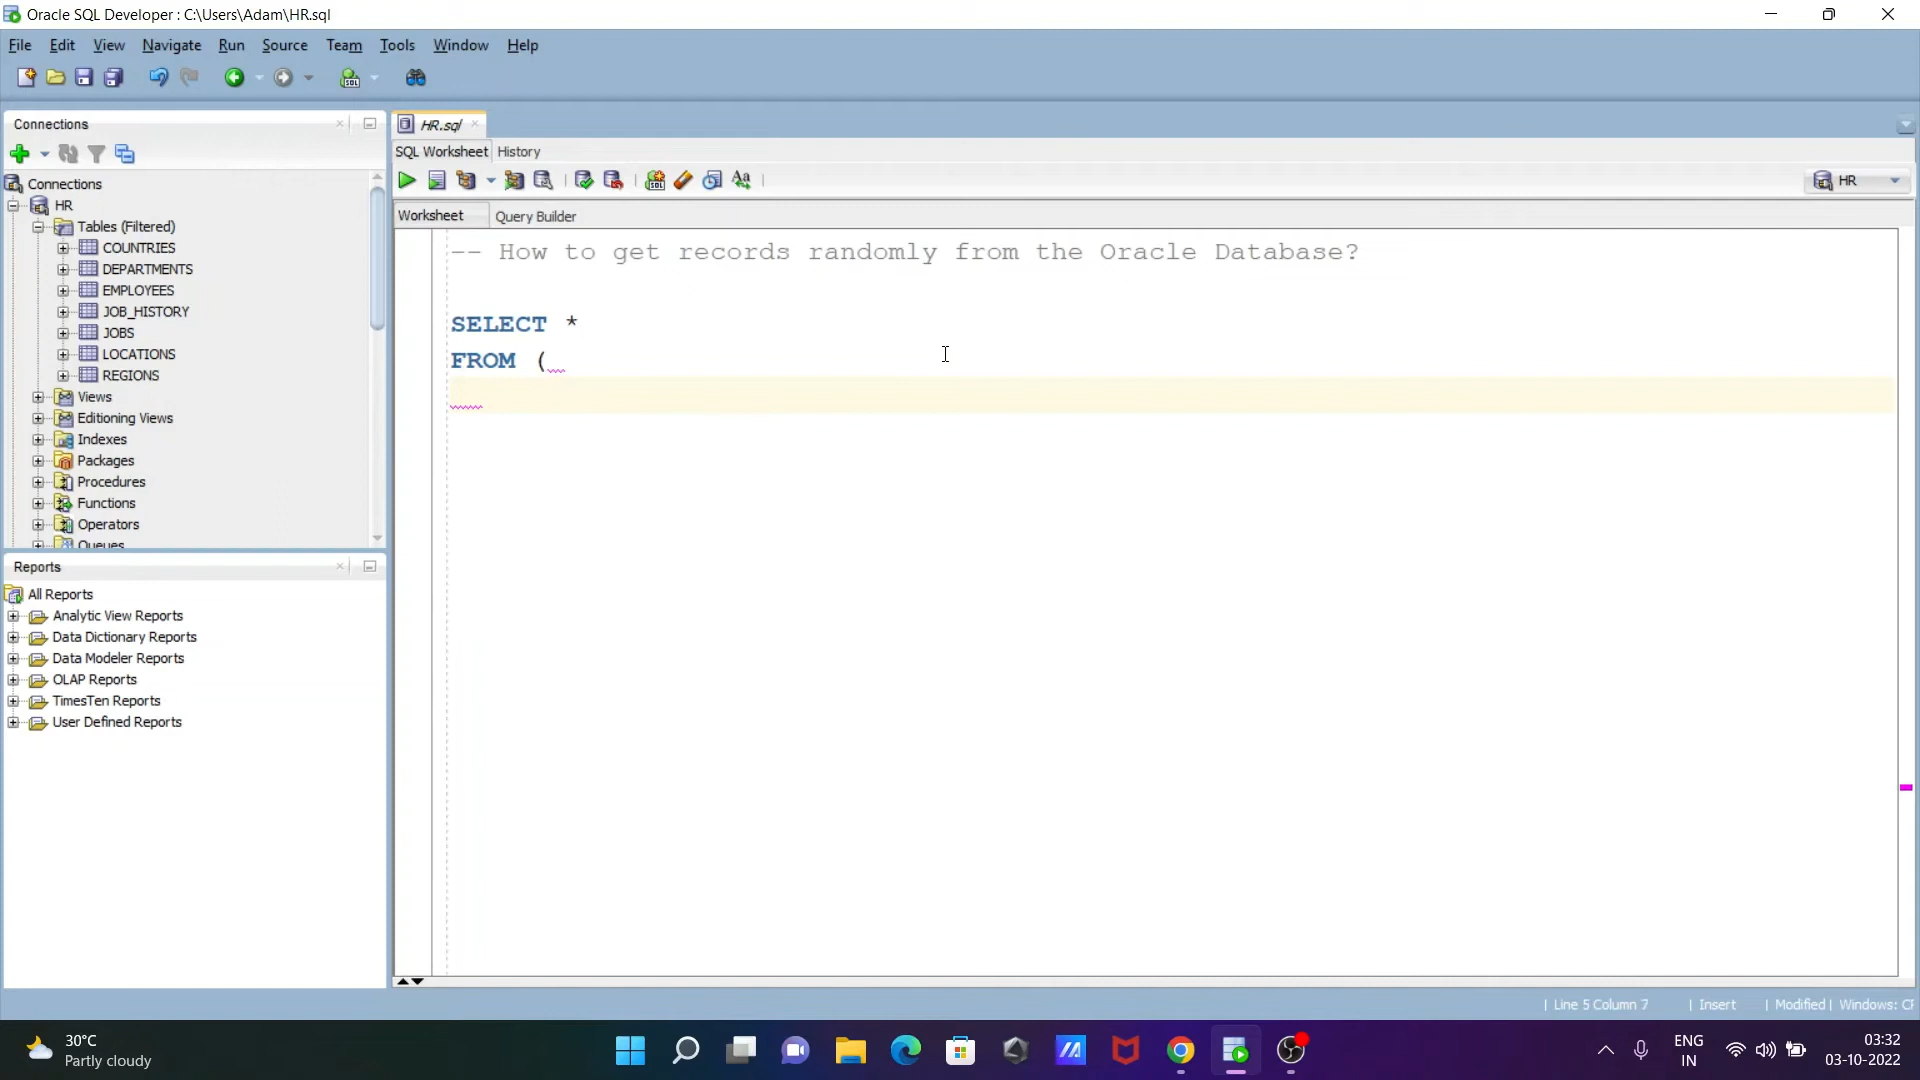 Oracle SQL Developer : C:\Users\Adam\HR.sql
File Edit View Navigate Run Source Team Tools Window Help
Connections
HR.sql
SQL Worksheet History
Connections
HR
HR
Tables (Filtered)
Worksheet Query Builder
COUNTRIES
DEPARTMENTS
EMPLOYEES
JOB_HISTORY
JOBS
LOCATIONS
REGIONS
Views
Editioning Views
Indexes
Packages
Procedures
Functions
Operators
Queues
-- How to get records randomly from the Oracle Database?
SELECT *
FROM (
Reports
All Reports
Analytic View Reports
Data Dictionary Reports
Data Modeler Reports
OLAP Reports
TimesTen Reports
User Defined Reports
Line 5 Column 7 | Insert | Modified | Windows: CF
30°C
Partly cloudy
ENG
IN
03:32
03-10-2022